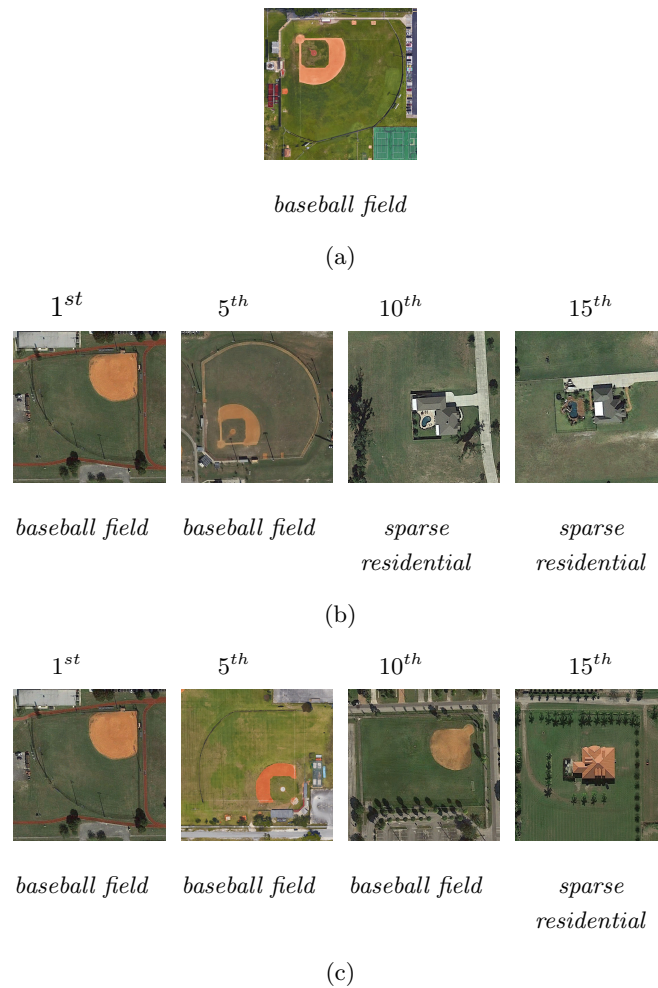 baseball field
(a)
1st 5th 10th 15th
baseball field baseball field sparse sparse
residential residential
(b)
1st 5th 10th 15th
baseball field baseball field baseball field sparse
residential
(c)